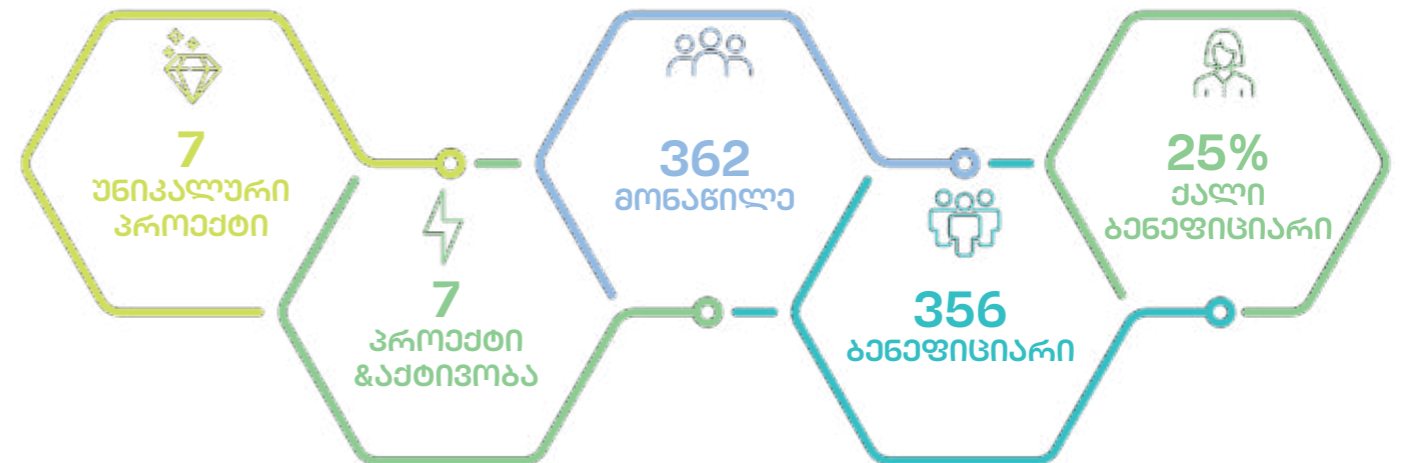 7
უნიკალური
პროექტი
7
პროექტი
&აქტივობა
362
მონაწილე
356
ბენეფიციარი
25%
ქალი
ბენეფიციარი